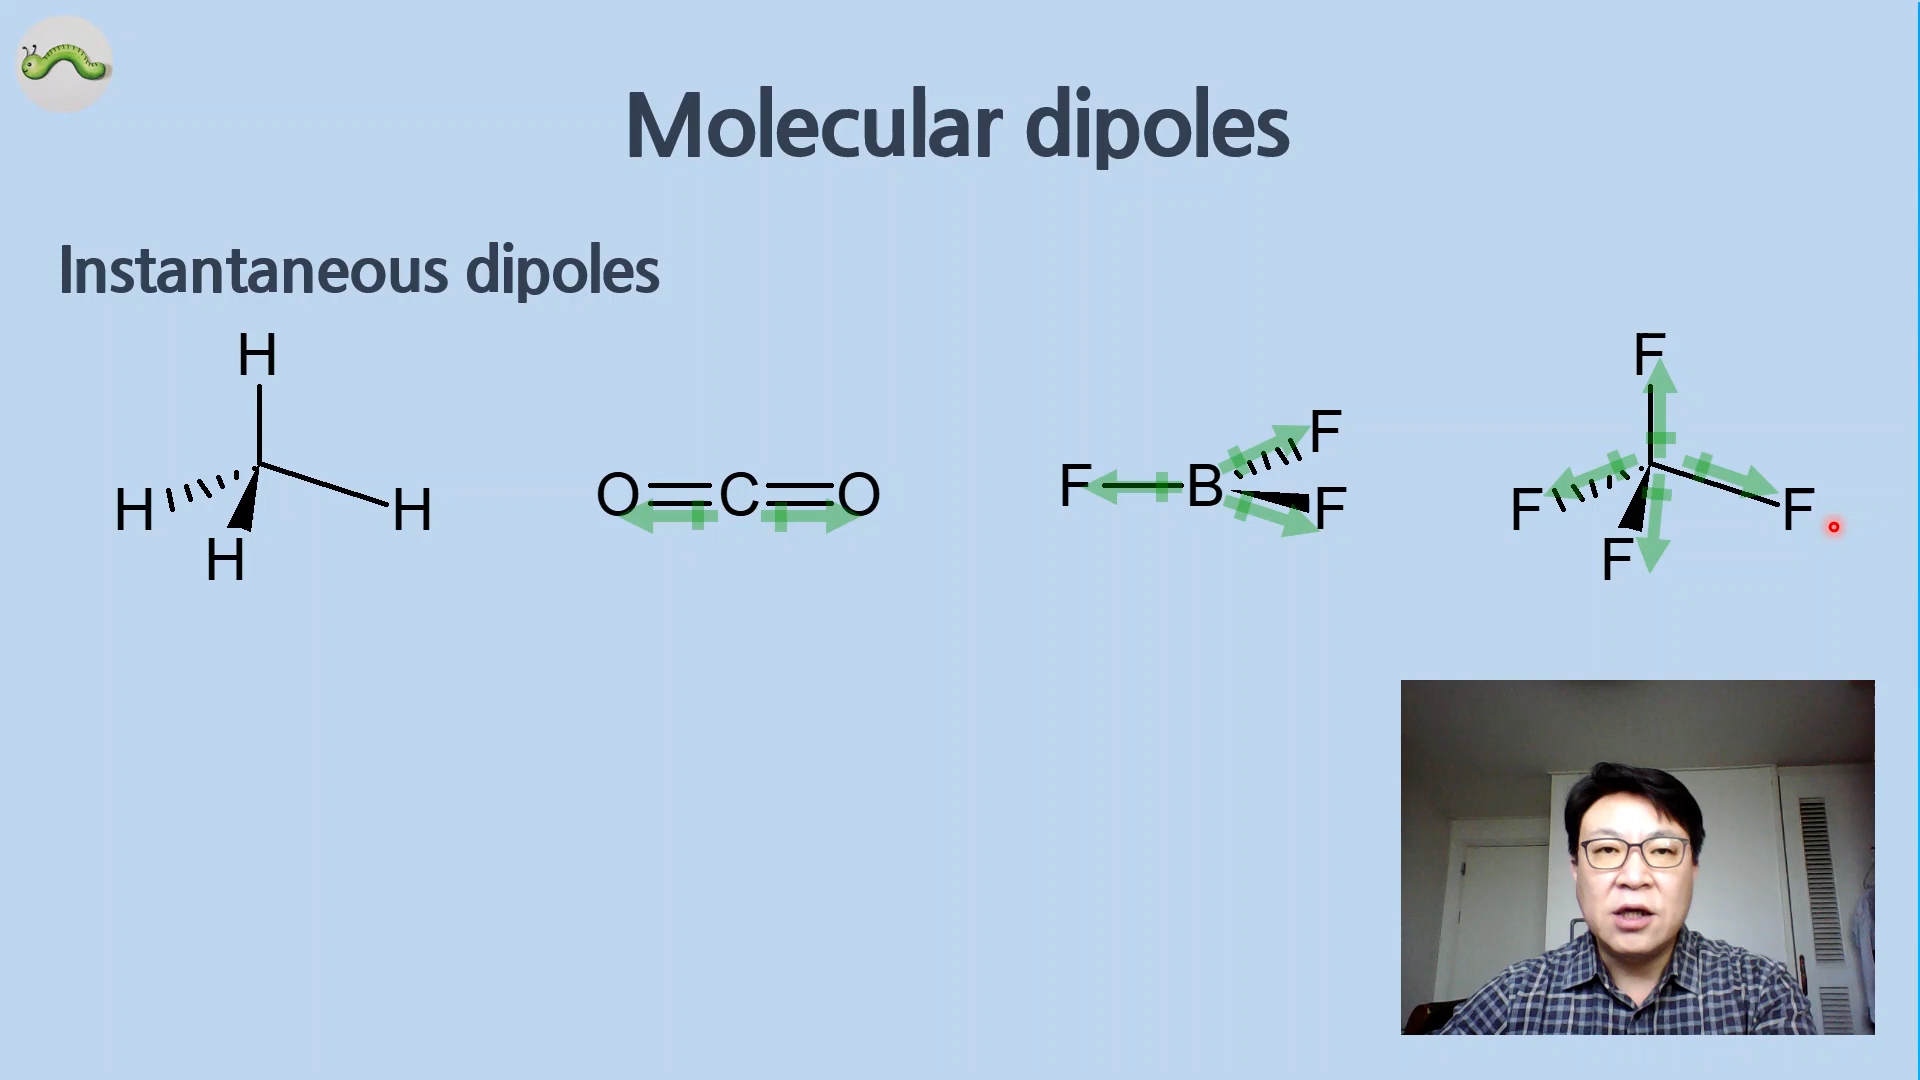 Molecular dipoles
Instantaneous dipoles
H
H
H
H
O=C=O
F
B
F
F
F
F
F
F